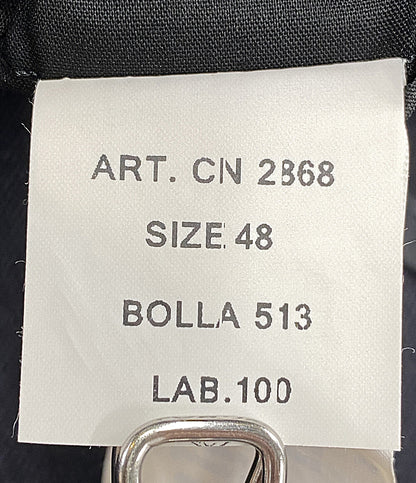 ART. CN 2868
SIZE 48
BOLLA 513
LAB.100